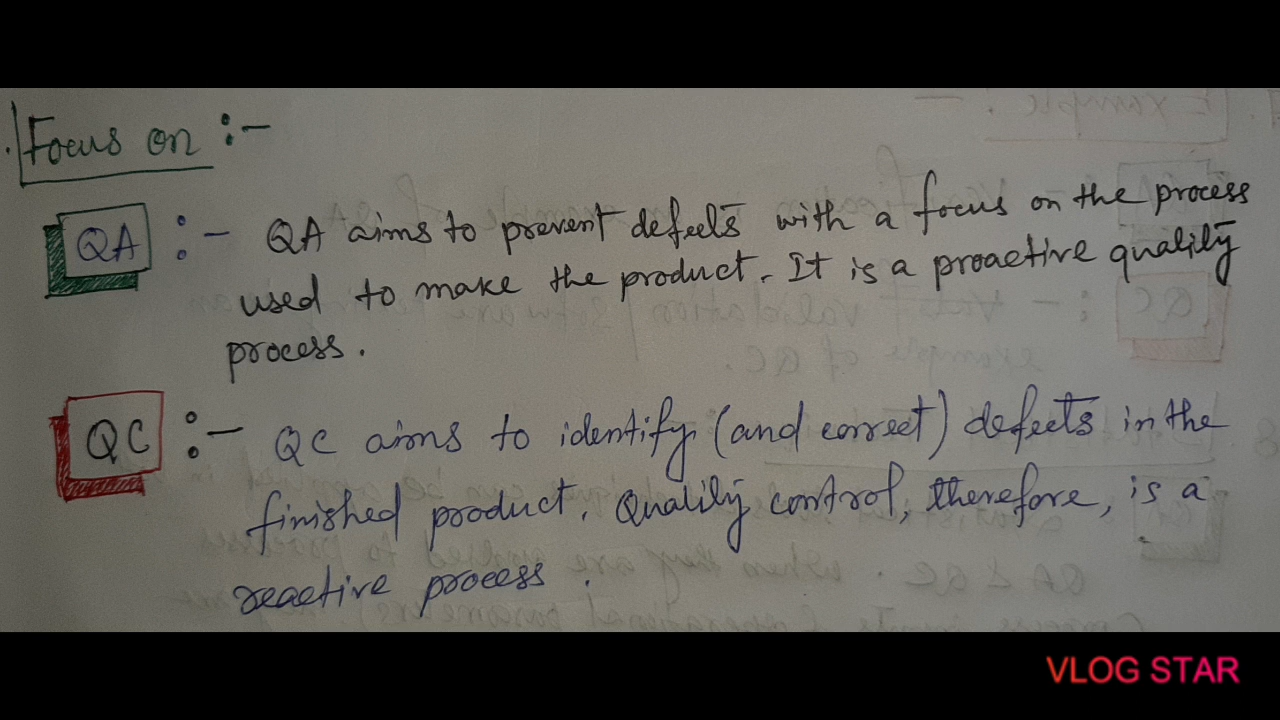 Focus on :-
QA :- QA aims to prevent defects with a focus on the process
used to make the product. It is a proactive quality
process.
QC :- QC aims to identify (and correct) defects in the
finished product. Quality control, therefore, is a
reactive process.
VLOG STAR